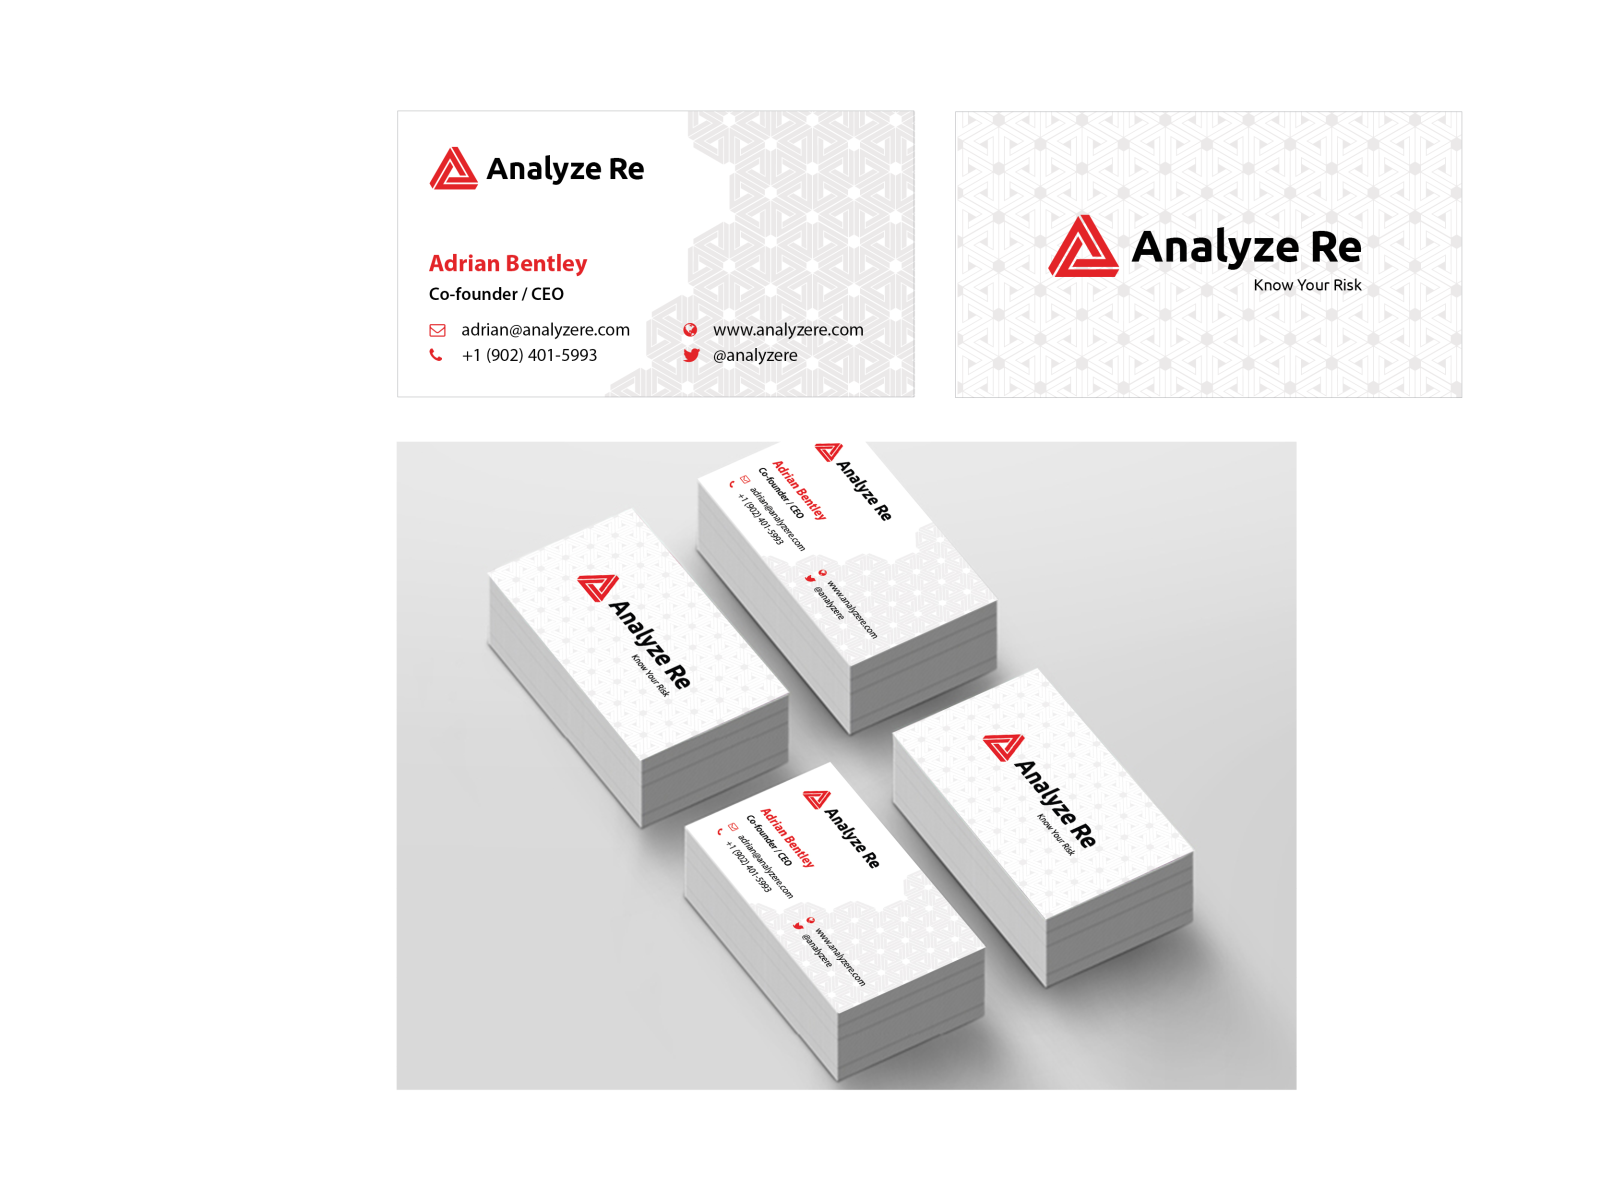 Analyze Re
Adrian Bentley
Co-founder / CEO
adrian@analyzere.com
+1 (902) 401-5993
www.analyzere.com
@analyzere
Analyze Re
Know Your Risk
Analyze Re
Adrian Bentley
Co-founder / CEO
adrian@analyzere.com
+1 (902) 401-5993
www.analyzere.com
@analyzere
Analyze Re
Know Your Risk
Analyze Re
Know Your Risk
Analyze Re
Adrian Bentley
Co-founder / CEO
adrian@analyzere.com
+1 (902) 401-5993
www.analyzere.com
@analyzere